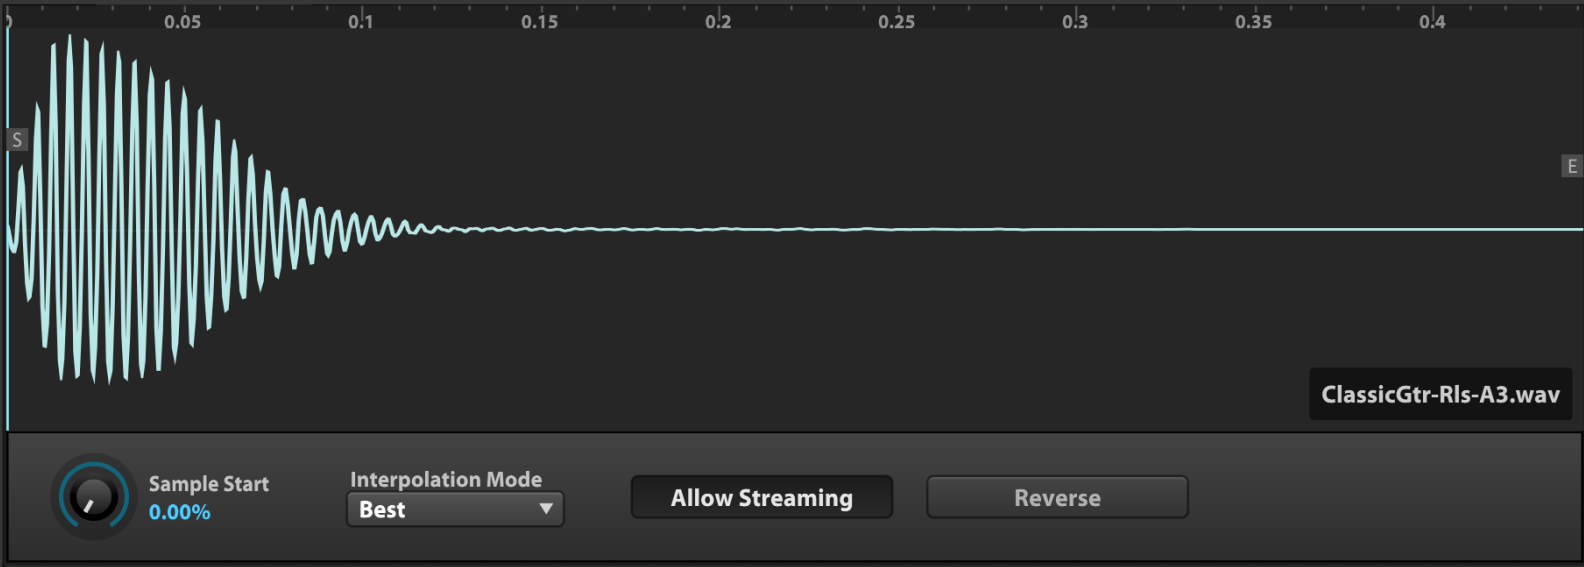 0 0.05 0.1 0.15 0.2 0.25 0.3 0.35 0.4
S
E
ClassicGtr-Rls-A3.wav
Sample Start
0.00%
Interpolation Mode
Best
Allow Streaming
Reverse